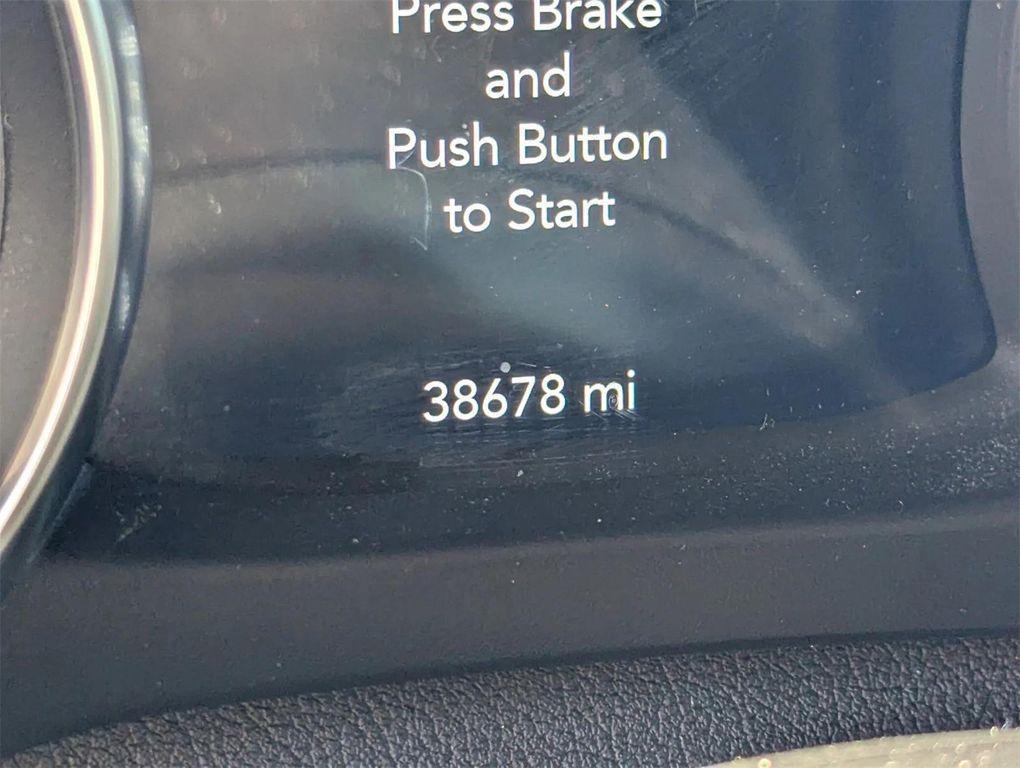 Press Brake
and
Push Button
to Start
38678 mi